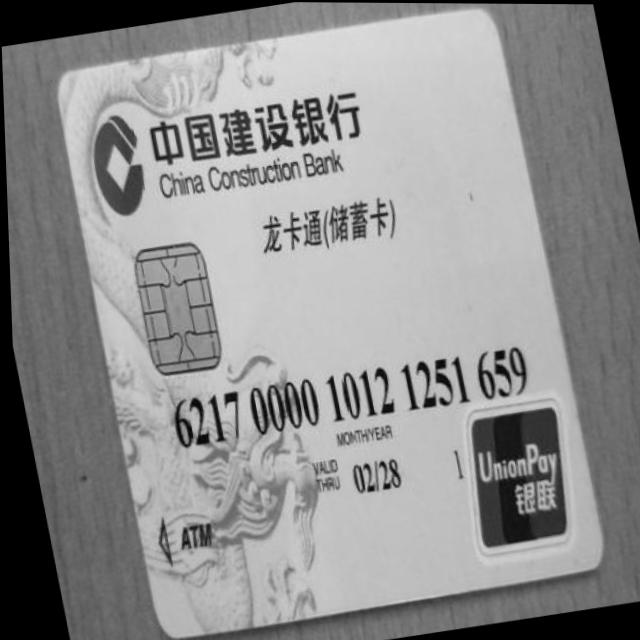 中国建设银行
China Construction Bank
龙卡通(储蓄卡)
6217 0000 1012 1251 659
MONTH/YEAR
VALID THRU 02/28 1
UnionPay
银联
ATM